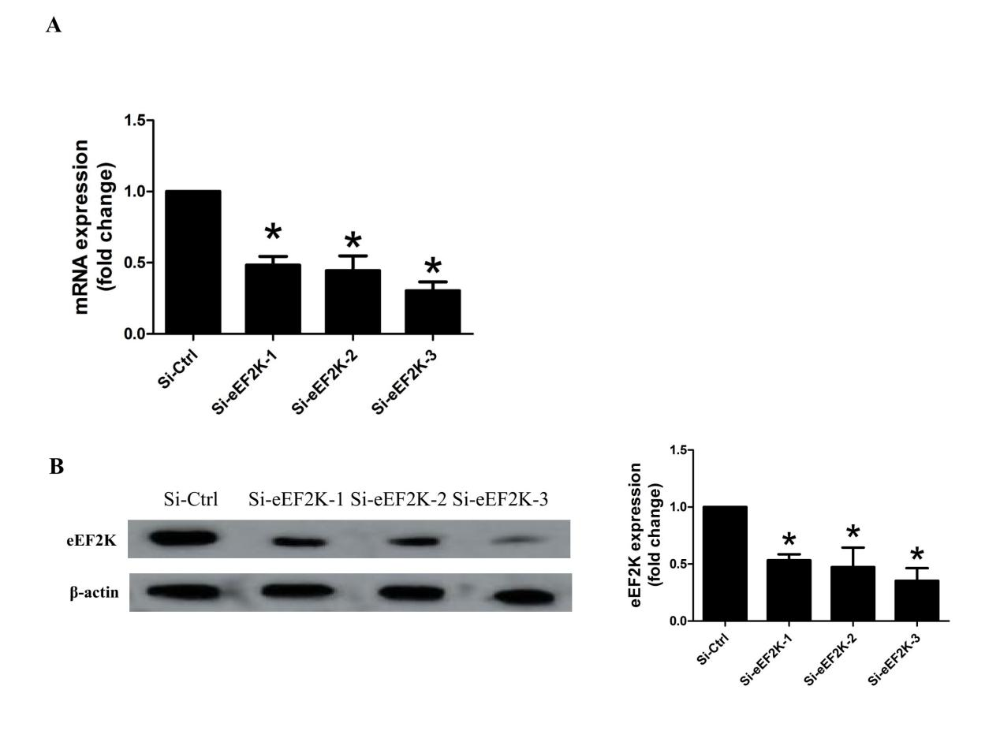 A
mRNA expression
(fold change)
1.5
1.0
0.5
0.0
*
*
*
Si-Ctrl
Si-eEF2K-1
Si-eEF2K-2
Si-eEF2K-3
B
Si-Ctrl Si-eEF2K-1 Si-eEF2K-2 Si-eEF2K-3
eEF2K
β-actin
eEF2K expression
(fold change)
1.5
1.0
0.5
0.0
*
*
*
Si-Ctrl
Si-eEF2K-1
Si-eEF2K-2
Si-eEF2K-3